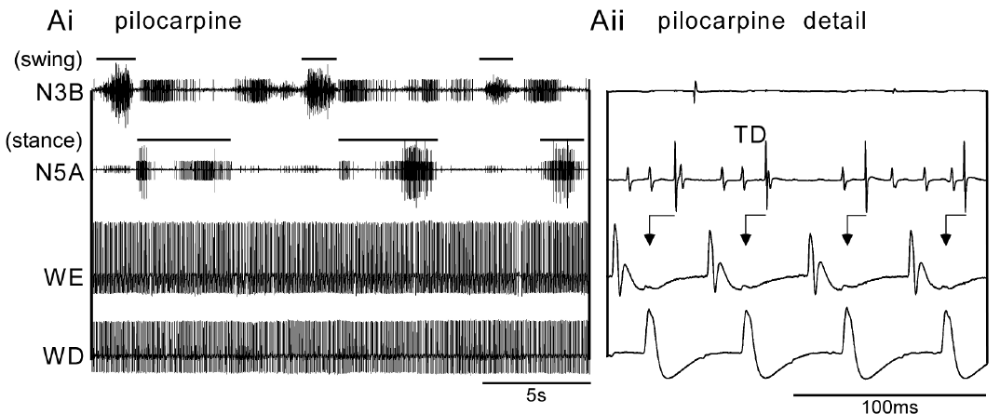 Ai pilocarpine
Aii pilocarpine detail
(swing)
N3B
(stance)
N5A
TD
WE
WD
5s
100ms